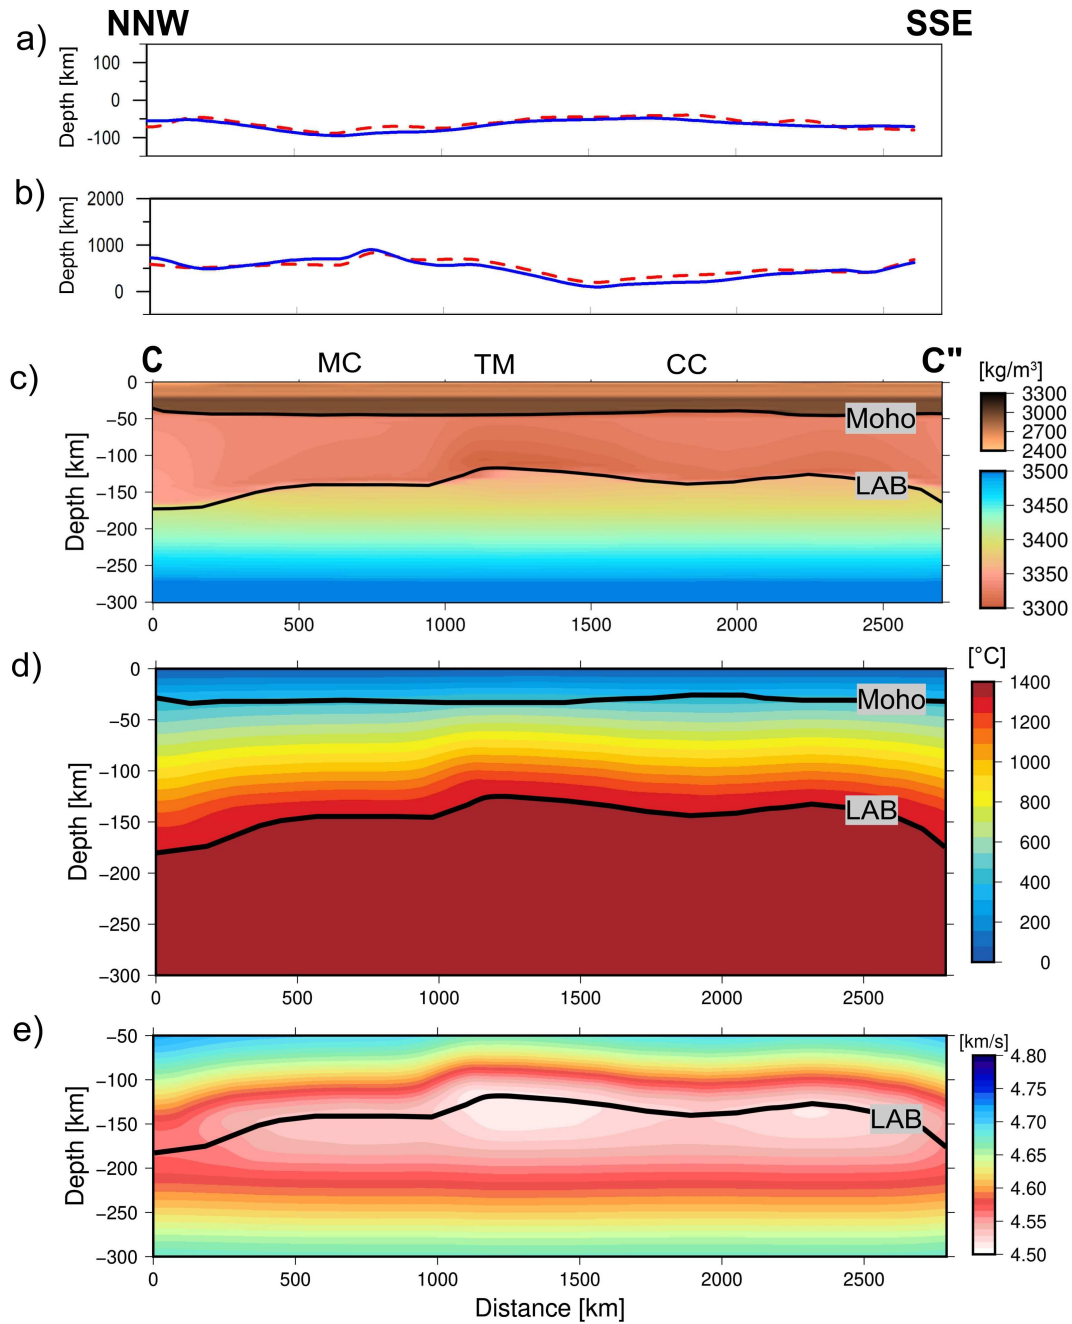 NNW SSE
a)
Depth [km]
100
0
-100
b)
Depth [km]
2000
1000
0
C MC TM CC C"
c)
Depth [km]
0
−50
−100
−150
−200
−250
−300
Moho
LAB
0 500 1000 1500 2000 2500
[kg/m³]
3300
3000
2700
2400
3500
3450
3400
3350
3300
d)
Depth [km]
0
−50
−100
−150
−200
−250
−300
Moho
LAB
0 500 1000 1500 2000 2500
[°C]
1400
1200
1000
800
600
400
200
0
e)
Depth [km]
−50
−100
−150
−200
−250
−300
LAB
0 500 1000 1500 2000 2500
Distance [km]
[km/s]
4.80
4.75
4.70
4.65
4.60
4.55
4.50